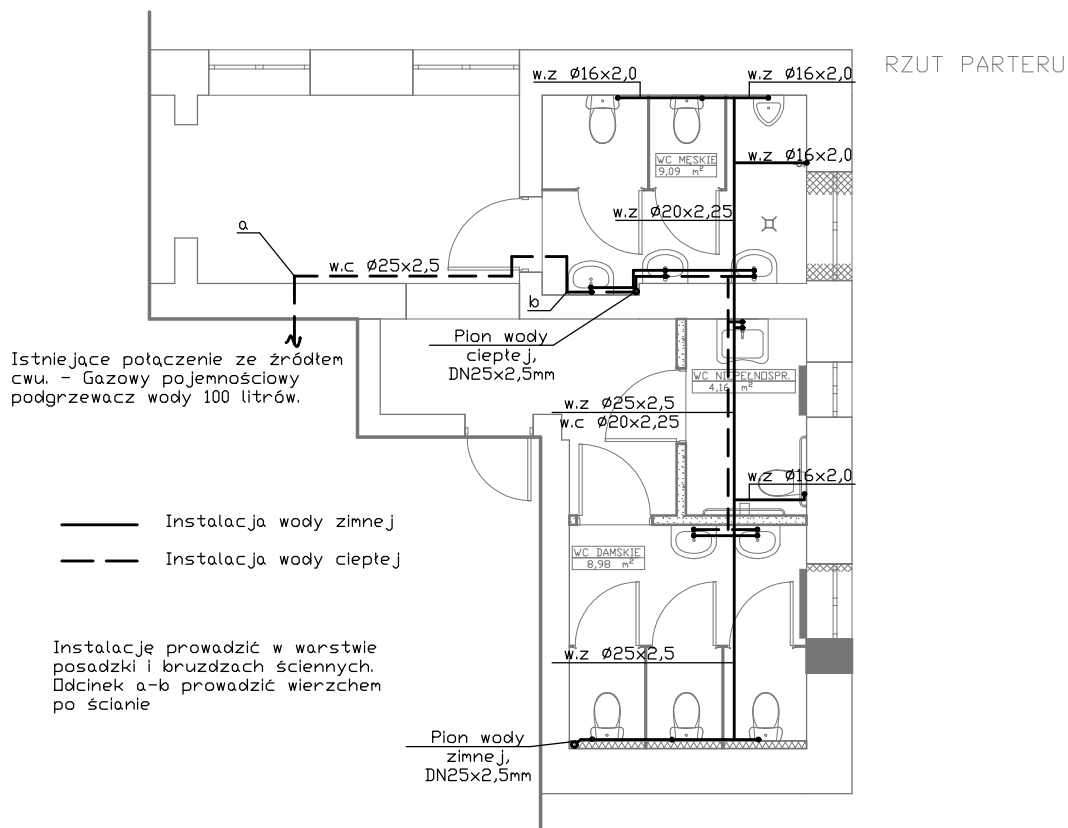 RZUT PARTERU
w.z Ø16x2,0
w.z Ø16x2,0
w.z Ø16x2,0
WC MĘSKIE
9,09 m²
w.z Ø20x2,25
a
w.c Ø25x2,5
b
Pion wody
ciepłej,
DN25x2,5mm
Istniejące połączenie ze źródłem
cwu. - Gazowy pojemnościowy
podgrzewacz wody 100 litrów.
WC NIEPEŁNOSPR.
4,16 m²
w.z Ø25x2,5
w.c Ø20x2,25
w.z Ø16x2,0
Instalacja wody zimnej
Instalacja wody ciepłej
WC DAMSKIE
8,98 m²
Instalację prowadzić w warstwie
posadzki i bruzdzach ściennych.
Odcinek a-b prowadzić wierzchem
po ścianie
w.z Ø25x2,5
Pion wody
zimnej,
DN25x2,5mm